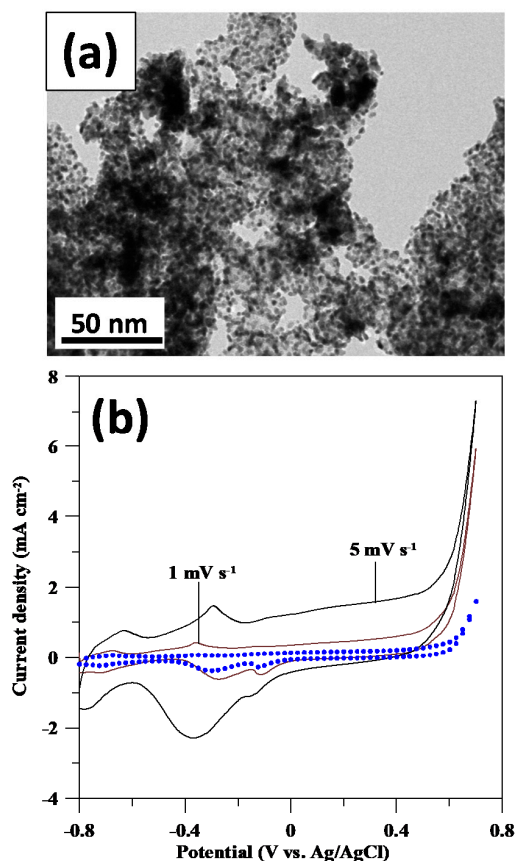 (a)
50 nm
(b)
8
6
4
2
0
-2
-4
Current density (mA cm⁻²)
1 mV s⁻¹
5 mV s⁻¹
-0.8
-0.4
0
0.4
0.8
Potential (V vs. Ag/AgCl)